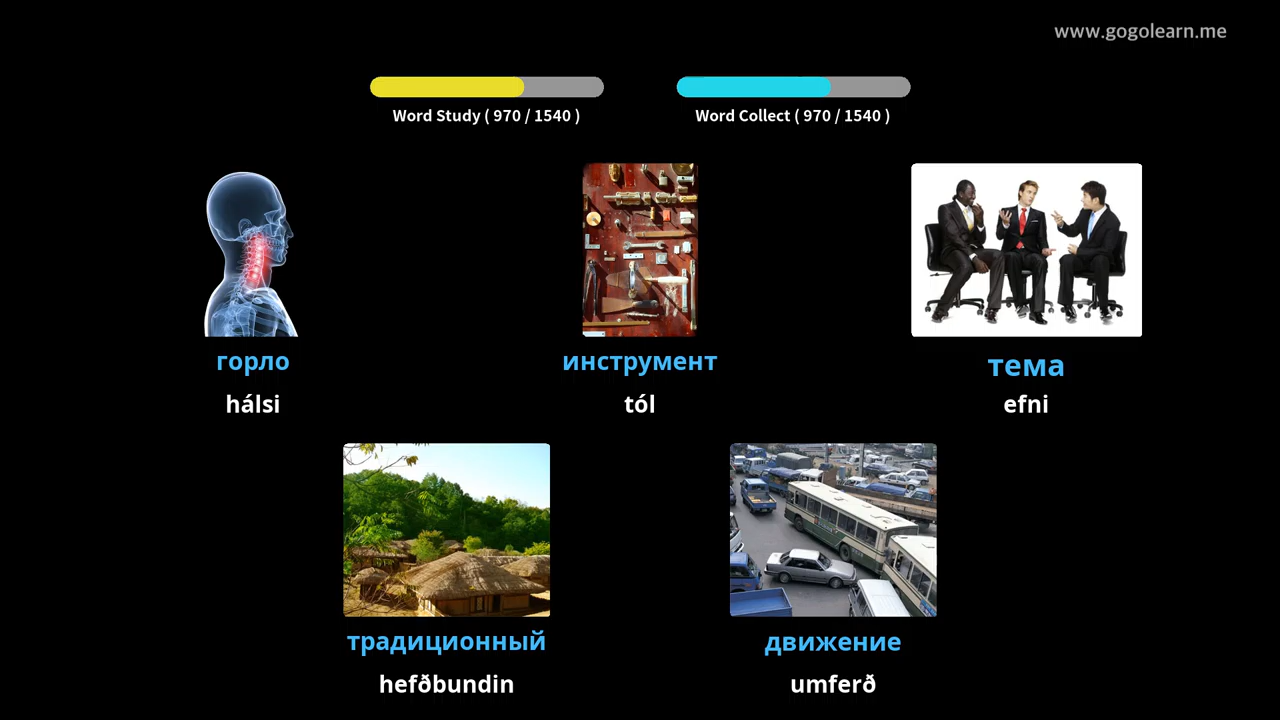 www.gogolearn.me
Word Study ( 970 / 1540 )
Word Collect ( 970 / 1540 )
горло
hálsi
инструмент
tól
тема
efni
традиционный
hefðbundin
движение
umferð